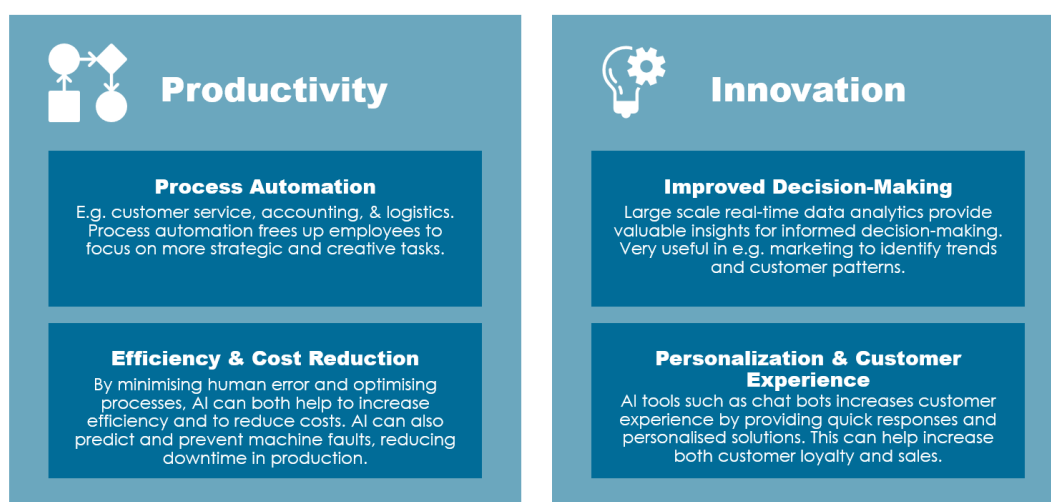 Productivity
Process Automation
E.g. customer service, accounting, & logistics.
Process automation frees up employees to
focus on more strategic and creative tasks.
Efficiency & Cost Reduction
By minimising human error and optimising
processes, AI can both help to increase
efficiency and to reduce costs. AI can also
predict and prevent machine faults, reducing
downtime in production.
Innovation
Improved Decision-Making
Large scale real-time data analytics provide
valuable insights for informed decision-making.
Very useful in e.g. marketing to identify trends
and customer patterns.
Personalization & Customer
Experience
AI tools such as chat bots increases customer
experience by providing quick responses and
personalised solutions. This can help increase
both customer loyalty and sales.